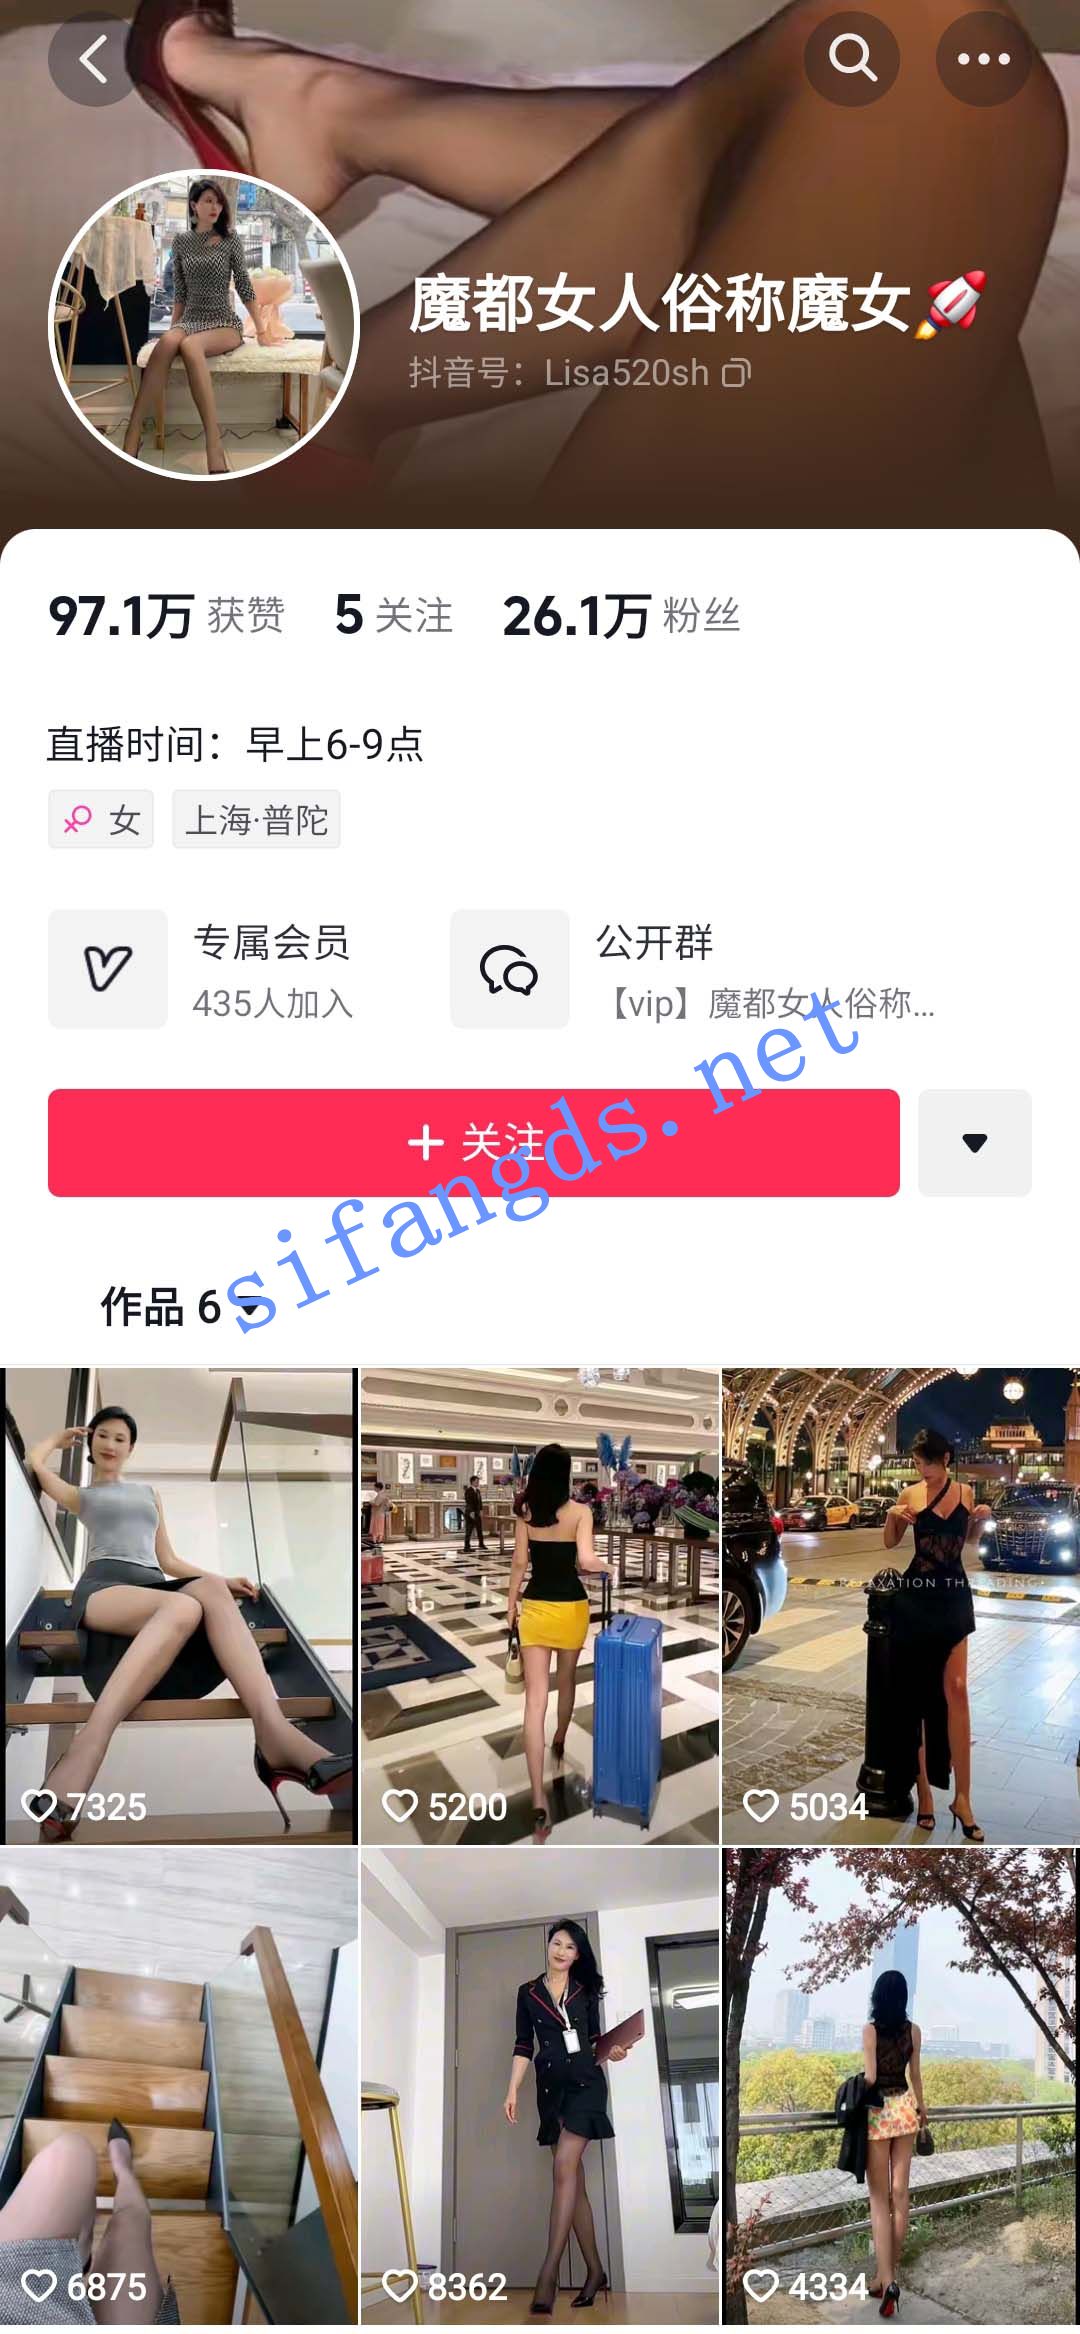 魔都女人俗称魔女
抖音号：Lisa520sh
97.1万 获赞 5 关注 26.1万 粉丝
直播时间：早上6-9点
女 上海·普陀
专属会员 公开群
435人加入 【vip】魔都女人俗称...
+ 关注
sifangds.net
作品 6
RELAXATION THREADING
7325 5200 5034
6875 8362 4334